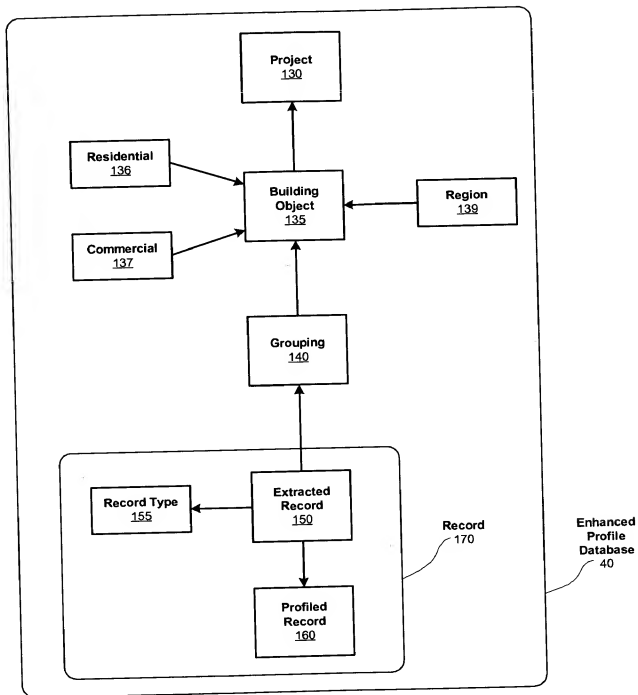 Project
130
Residential
136
Building
Object
135
Region
139
Commercial
137
Grouping
140
Record Type
155
Extracted
Record
150
Record
170
Enhanced
Profile
Database
40
Profiled
Record
160